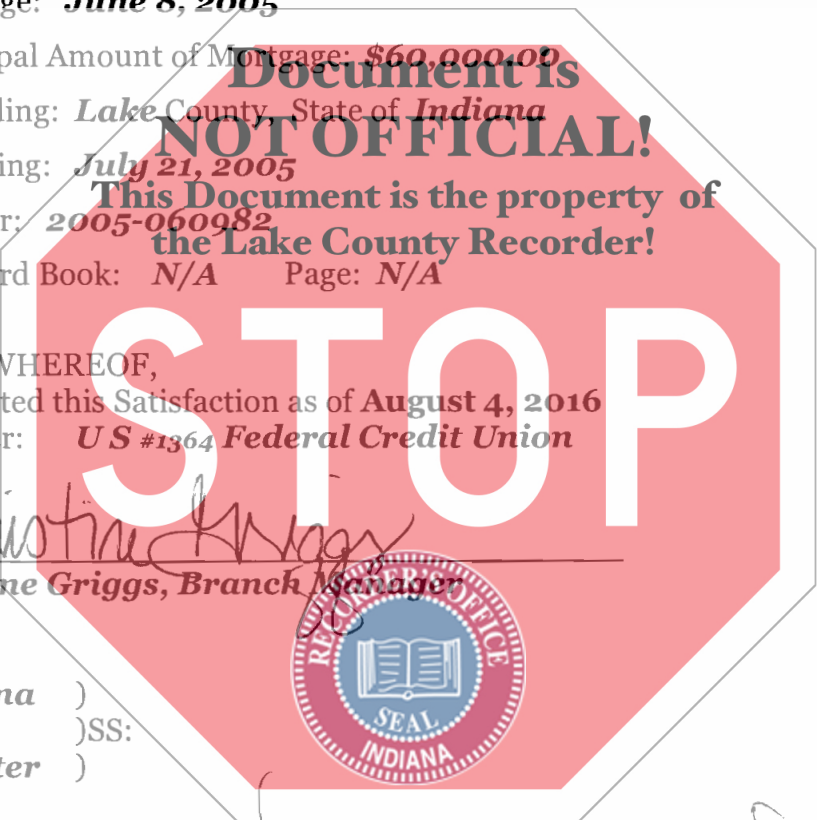 ge: June 8, 2005
pal Amount of Mortgage: $60,000.00
Document is
ling: Lake County, State of Indiana
NOT OFFICIAL!
ing: July 21, 2005
This Document is the property of
r: 2005-060982
the Lake County Recorder!
rd Book: N/A Page: N/A
STOP
WHEREOF,
ted this Satisfaction as of August 4, 2016
r: U S #1364 Federal Credit Union
ne Griggs, Branch Manager
RECORDER'S OFFICE
SEAL
INDIANA
na )
)SS:
ter )